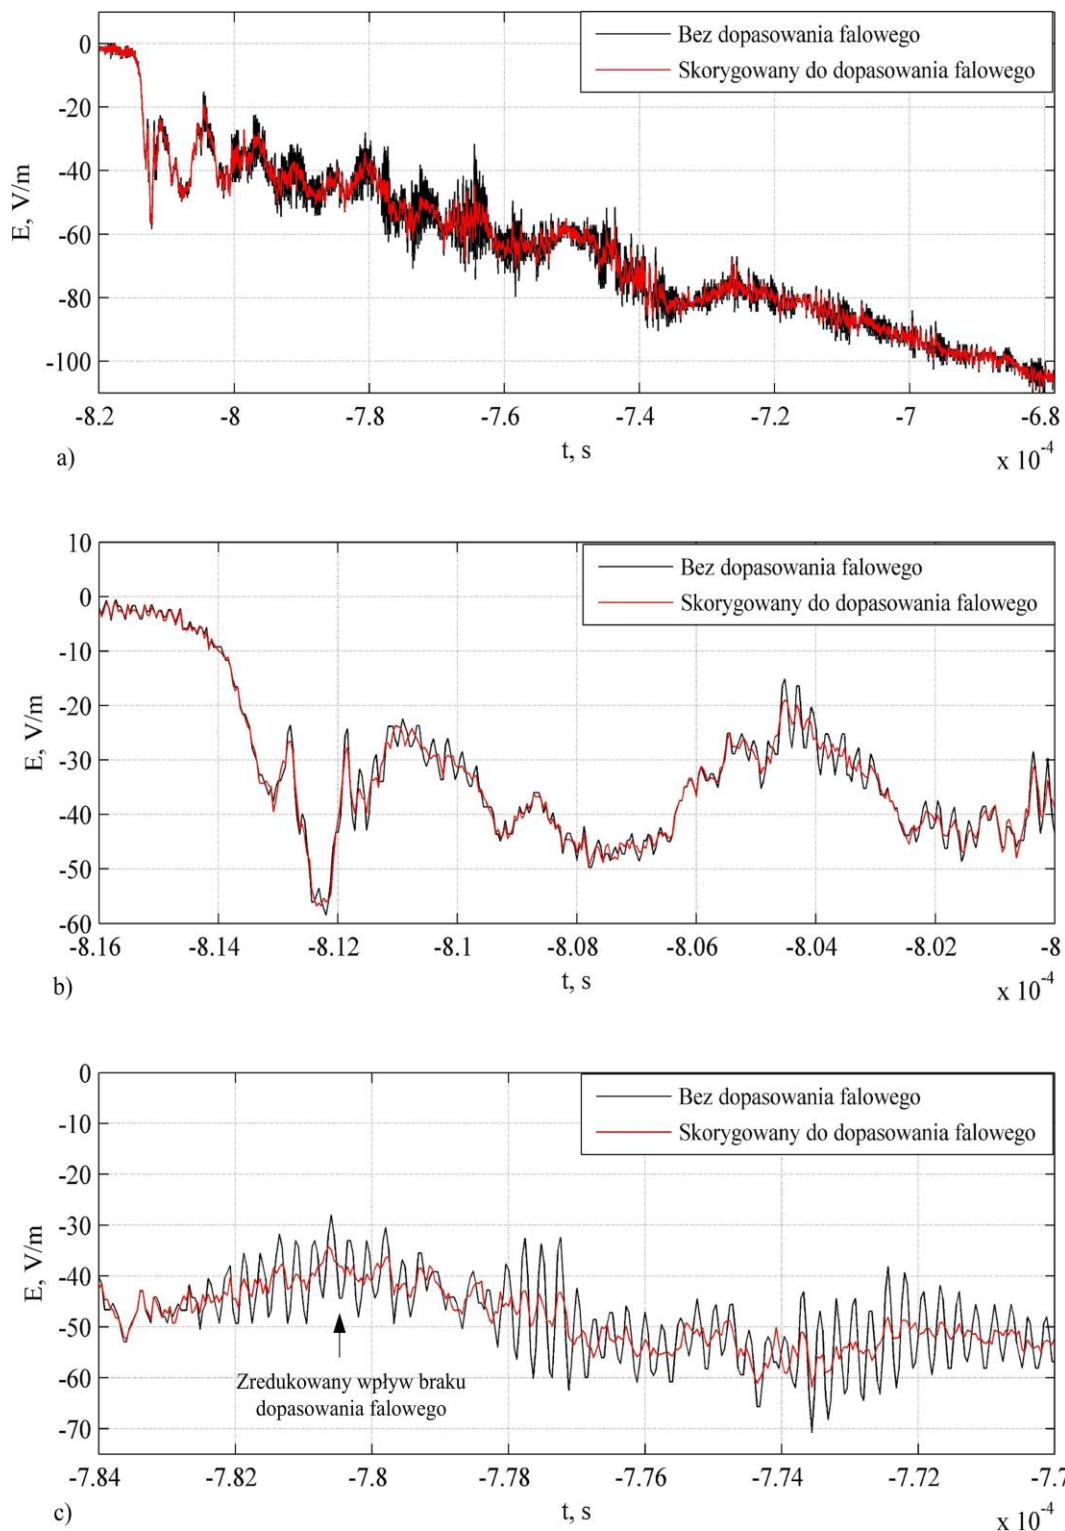 Bez dopasowania falowego
Skorygowany do dopasowania falowego
0
-20
-40
-60
-80
-100
E, V/m
-8.2
-8
-7.8
-7.6
-7.4
-7.2
-7
-6.8
t, s
x 10-4
a)
Bez dopasowania falowego
Skorygowany do dopasowania falowego
10
0
-10
-20
-30
-40
-50
-60
E, V/m
-8.16
-8.14
-8.12
-8.1
-8.08
-8.06
-8.04
-8.02
-8
t, s
x 10-4
b)
Bez dopasowania falowego
Skorygowany do dopasowania falowego
0
-10
-20
-30
-40
-50
-60
-70
E, V/m
Zredukowany wpływ braku
dopasowania falowego
-7.84
-7.82
-7.8
-7.78
-7.76
-7.74
-7.72
-7.7
t, s
x 10-4
c)